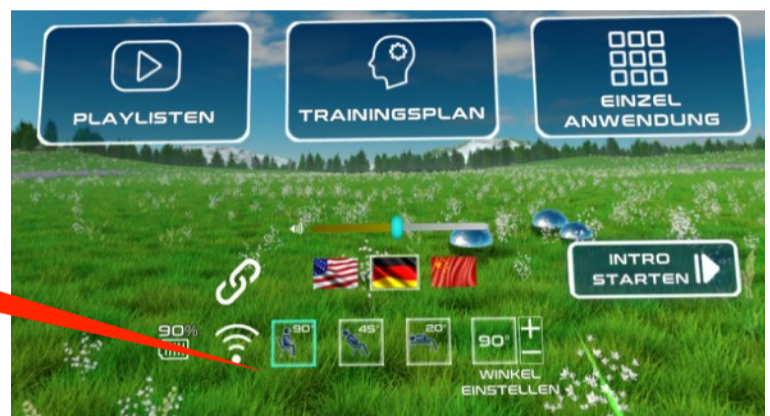 PLAYLISTEN
TRAININGSPLAN
EINZEL
ANWENDUNG
INTRO
STARTEN
90%
90°
45°
20°
90°
+
−
WINKEL
EINSTELLEN